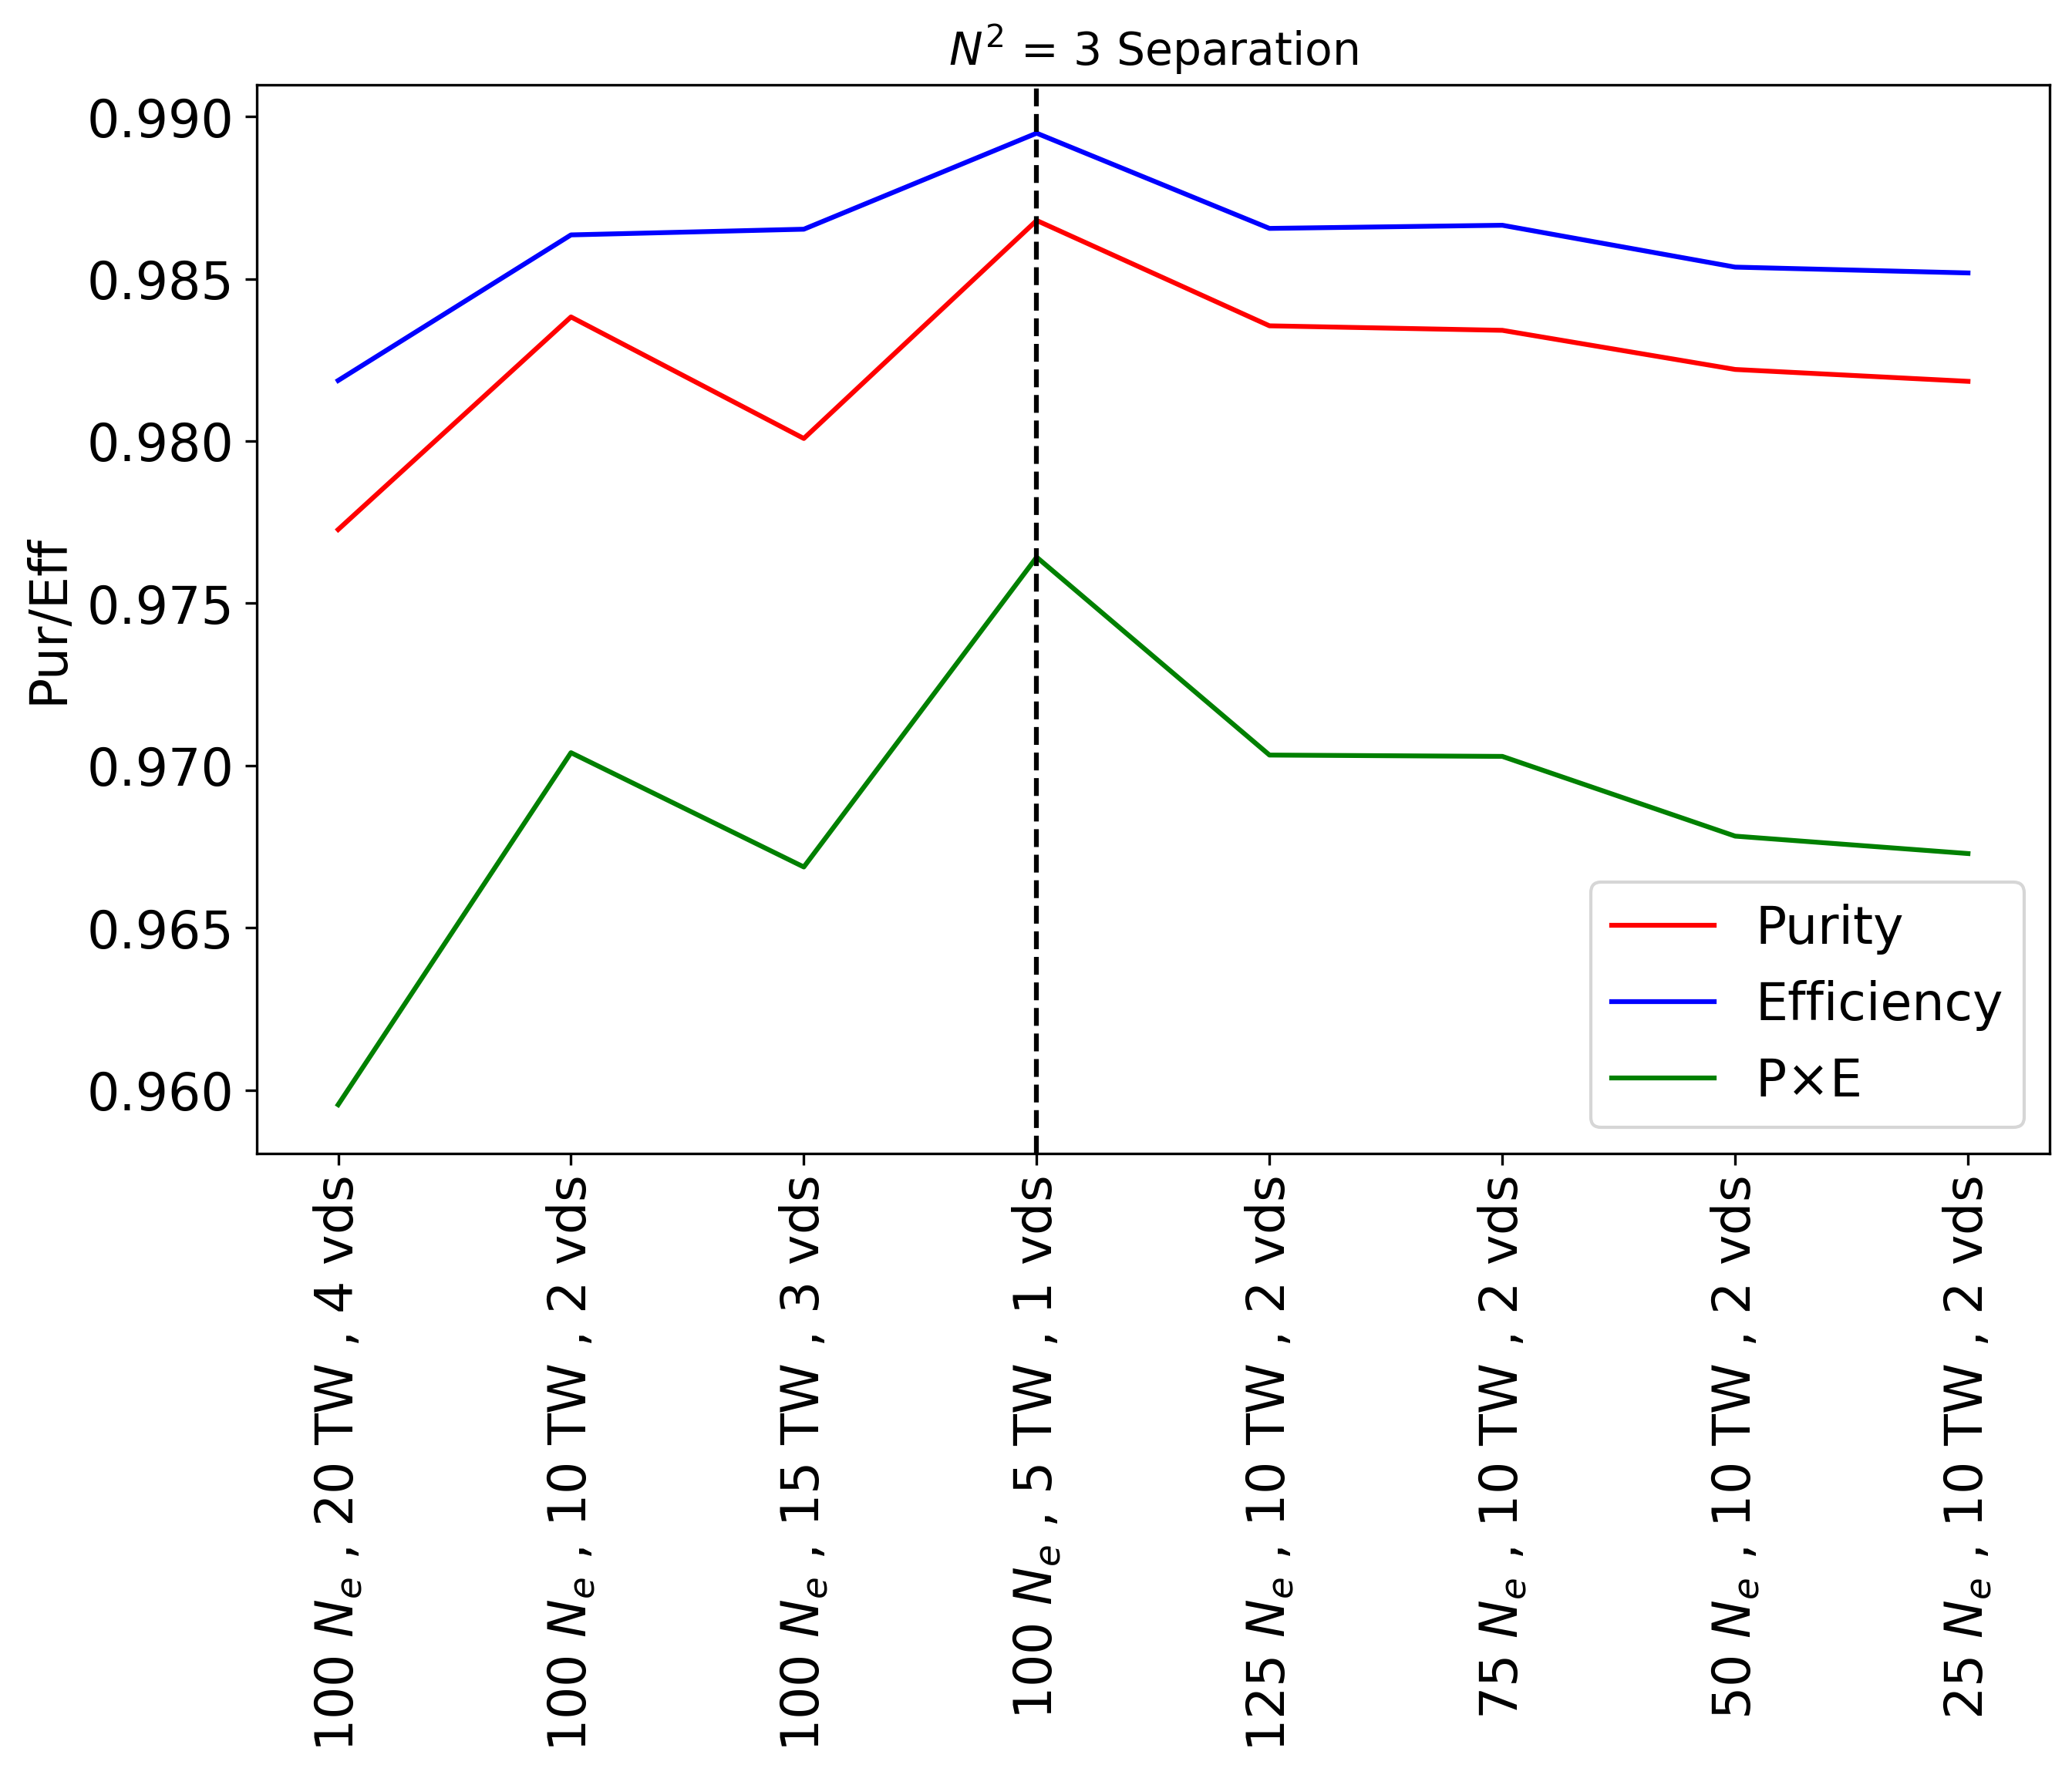 N² = 3 Separation
0.990
0.985
0.980
0.975
0.970
0.965
0.960
Pur/Eff
Purity
Efficiency
P×E
100 Nₑ , 20 TW , 4 vds
100 Nₑ , 10 TW , 2 vds
100 Nₑ , 15 TW , 3 vds
100 Nₑ , 5 TW , 1 vds
125 Nₑ , 10 TW , 2 vds
75 Nₑ , 10 TW , 2 vds
50 Nₑ , 10 TW , 2 vds
25 Nₑ , 10 TW , 2 vds